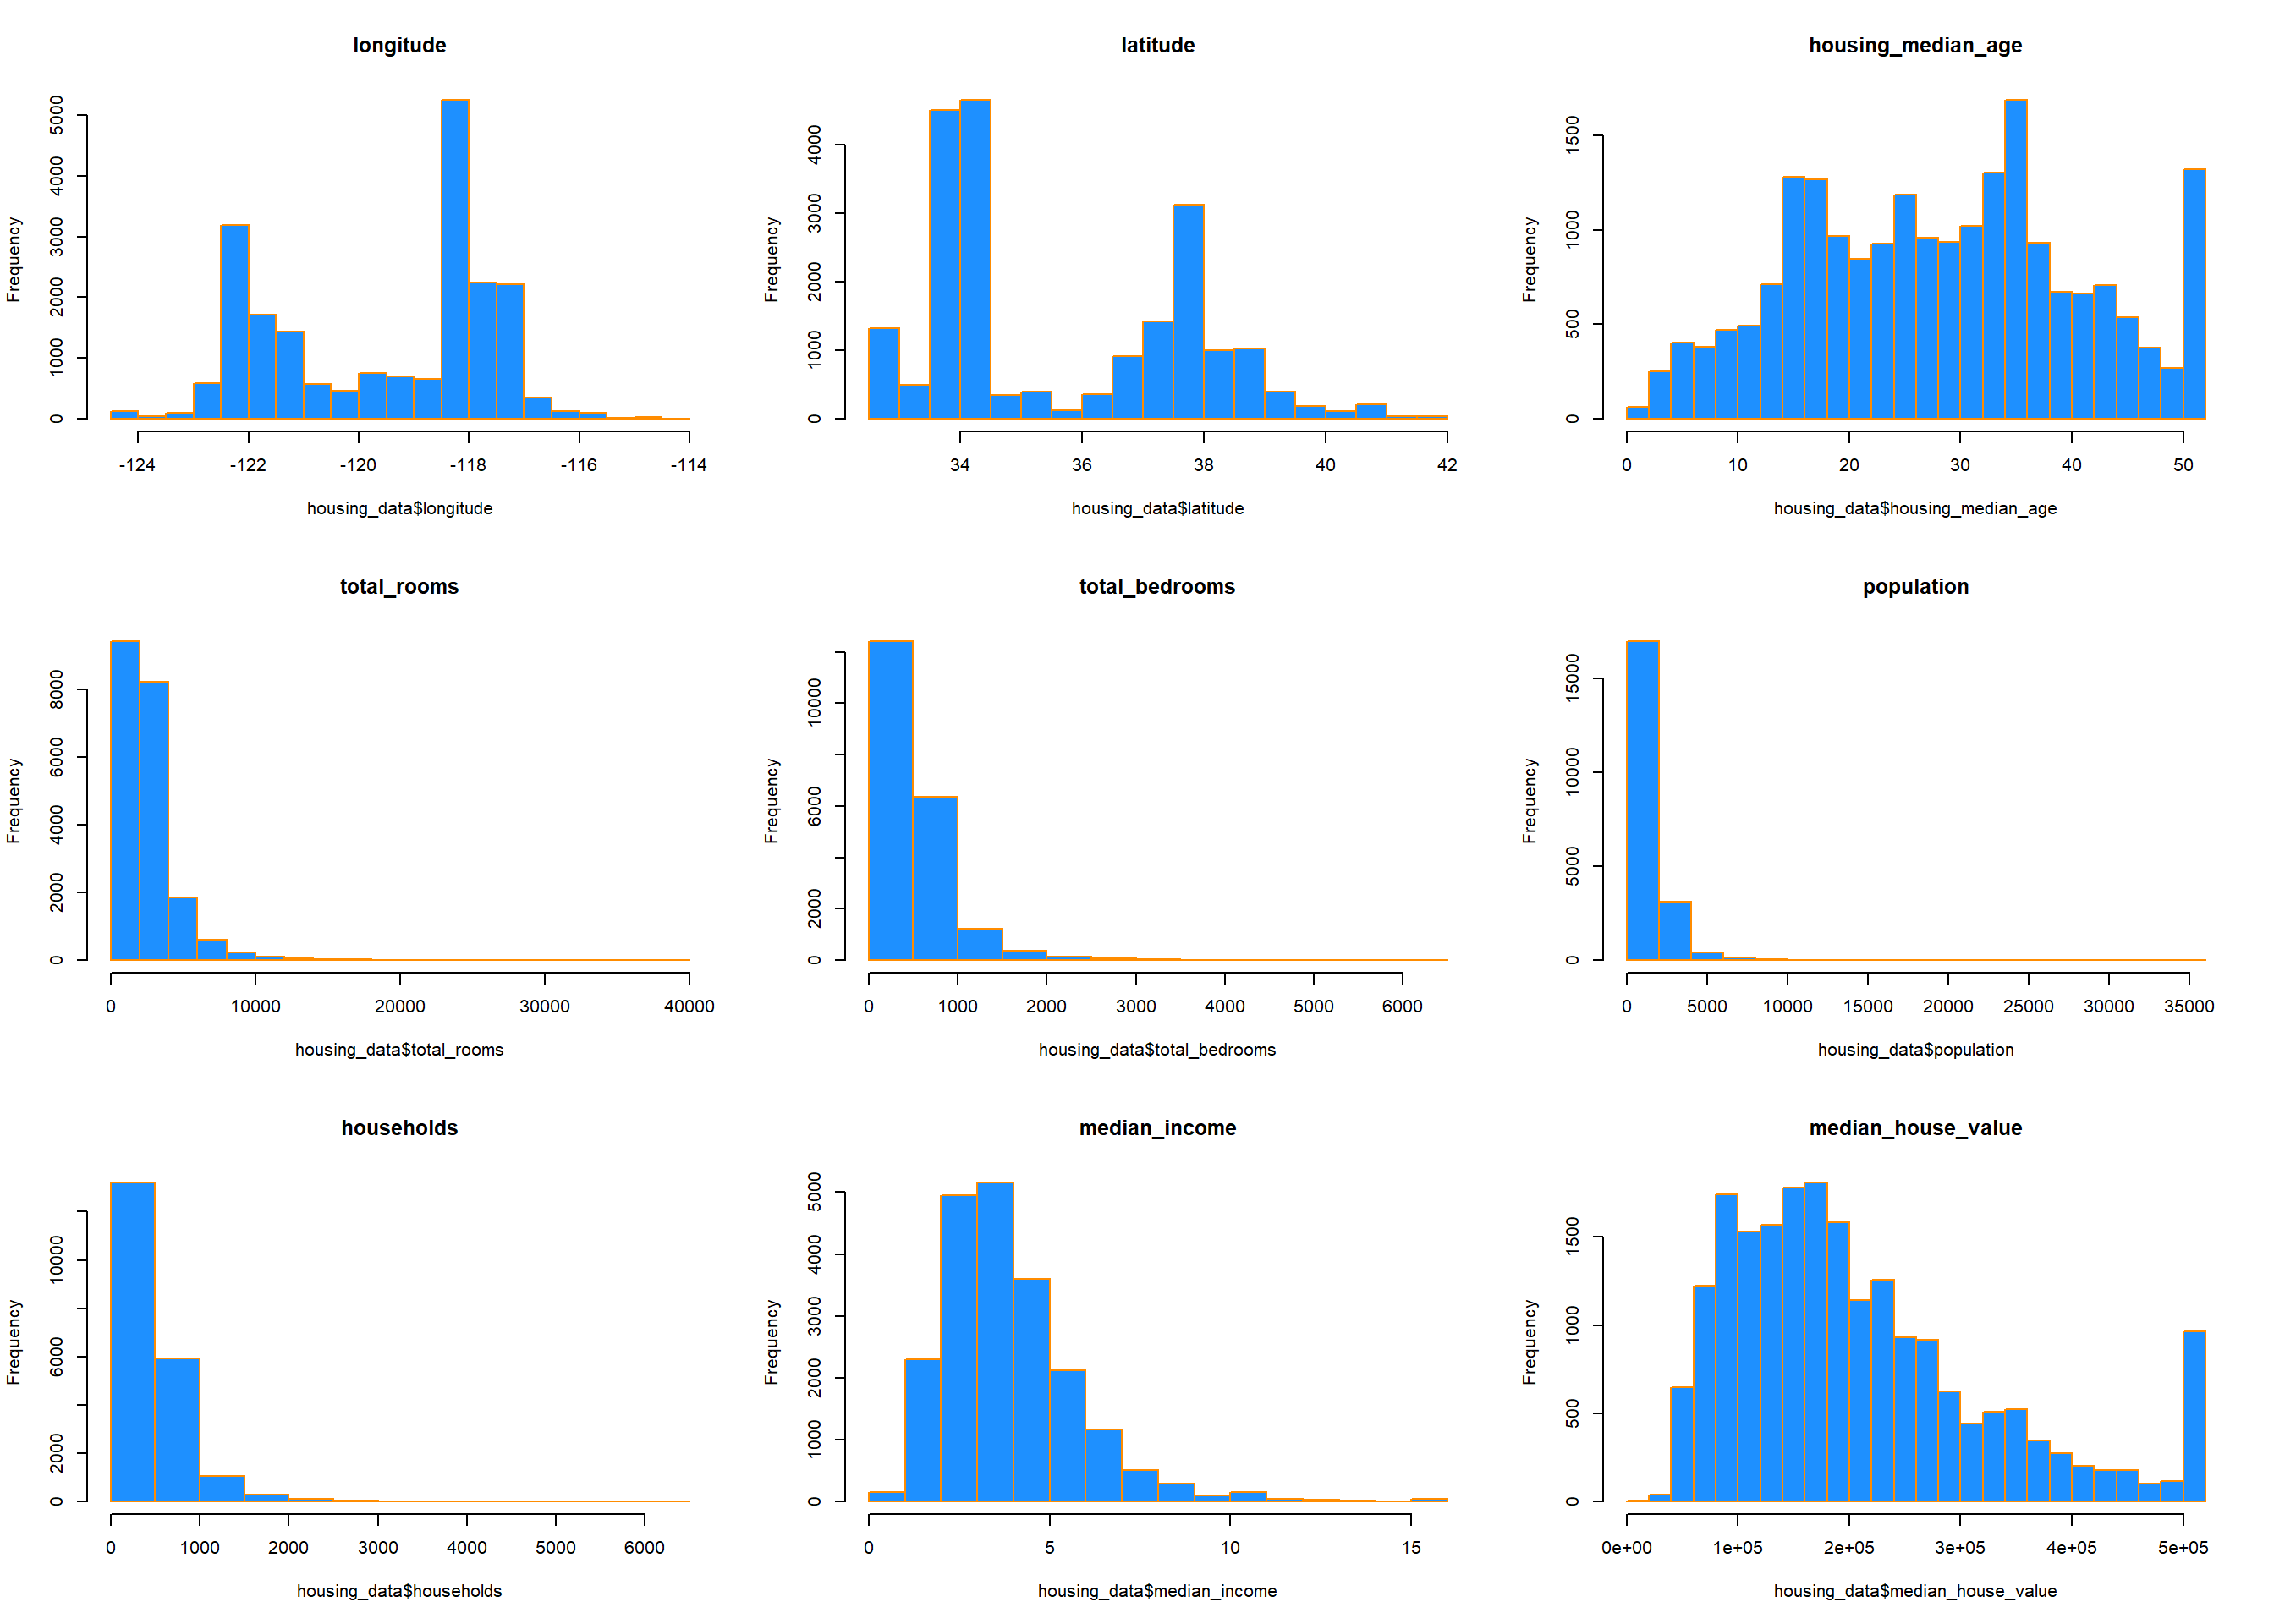 longitude
Frequency
0 1000 2000 3000 4000 5000
-124 -122 -120 -118 -116 -114
housing_data$longitude
latitude
Frequency
0 1000 2000 3000 4000
34 36 38 40 42
housing_data$latitude
housing_median_age
Frequency
0 500 1000 1500
0 10 20 30 40 50
housing_data$housing_median_age
total_rooms
Frequency
0 2000 4000 6000 8000
0 10000 20000 30000 40000
housing_data$total_rooms
total_bedrooms
Frequency
0 2000 6000 10000
0 1000 2000 3000 4000 5000 6000
housing_data$total_bedrooms
population
Frequency
0 5000 10000 15000
0 5000 10000 15000 20000 25000 30000 35000
housing_data$population
households
Frequency
0 2000 6000 10000
0 1000 2000 3000 4000 5000 6000
housing_data$households
median_income
Frequency
0 1000 2000 3000 4000 5000
0 5 10 15
housing_data$median_income
median_house_value
Frequency
0 500 1000 1500
0e+00 1e+05 2e+05 3e+05 4e+05 5e+05
housing_data$median_house_value